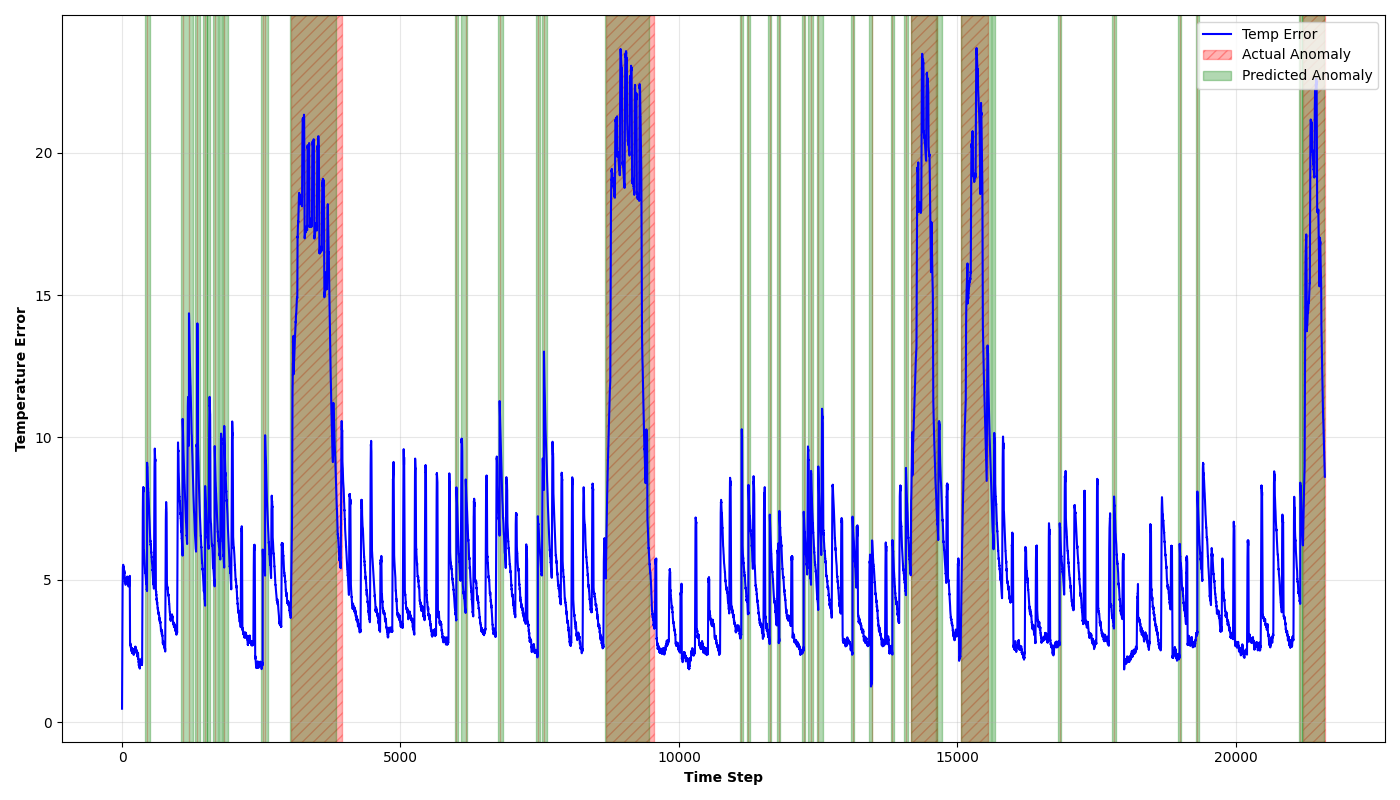 Temp Error
Actual Anomaly
Predicted Anomaly
Temperature Error
20
15
10
5
0
0 5000 10000 15000 20000
Time Step